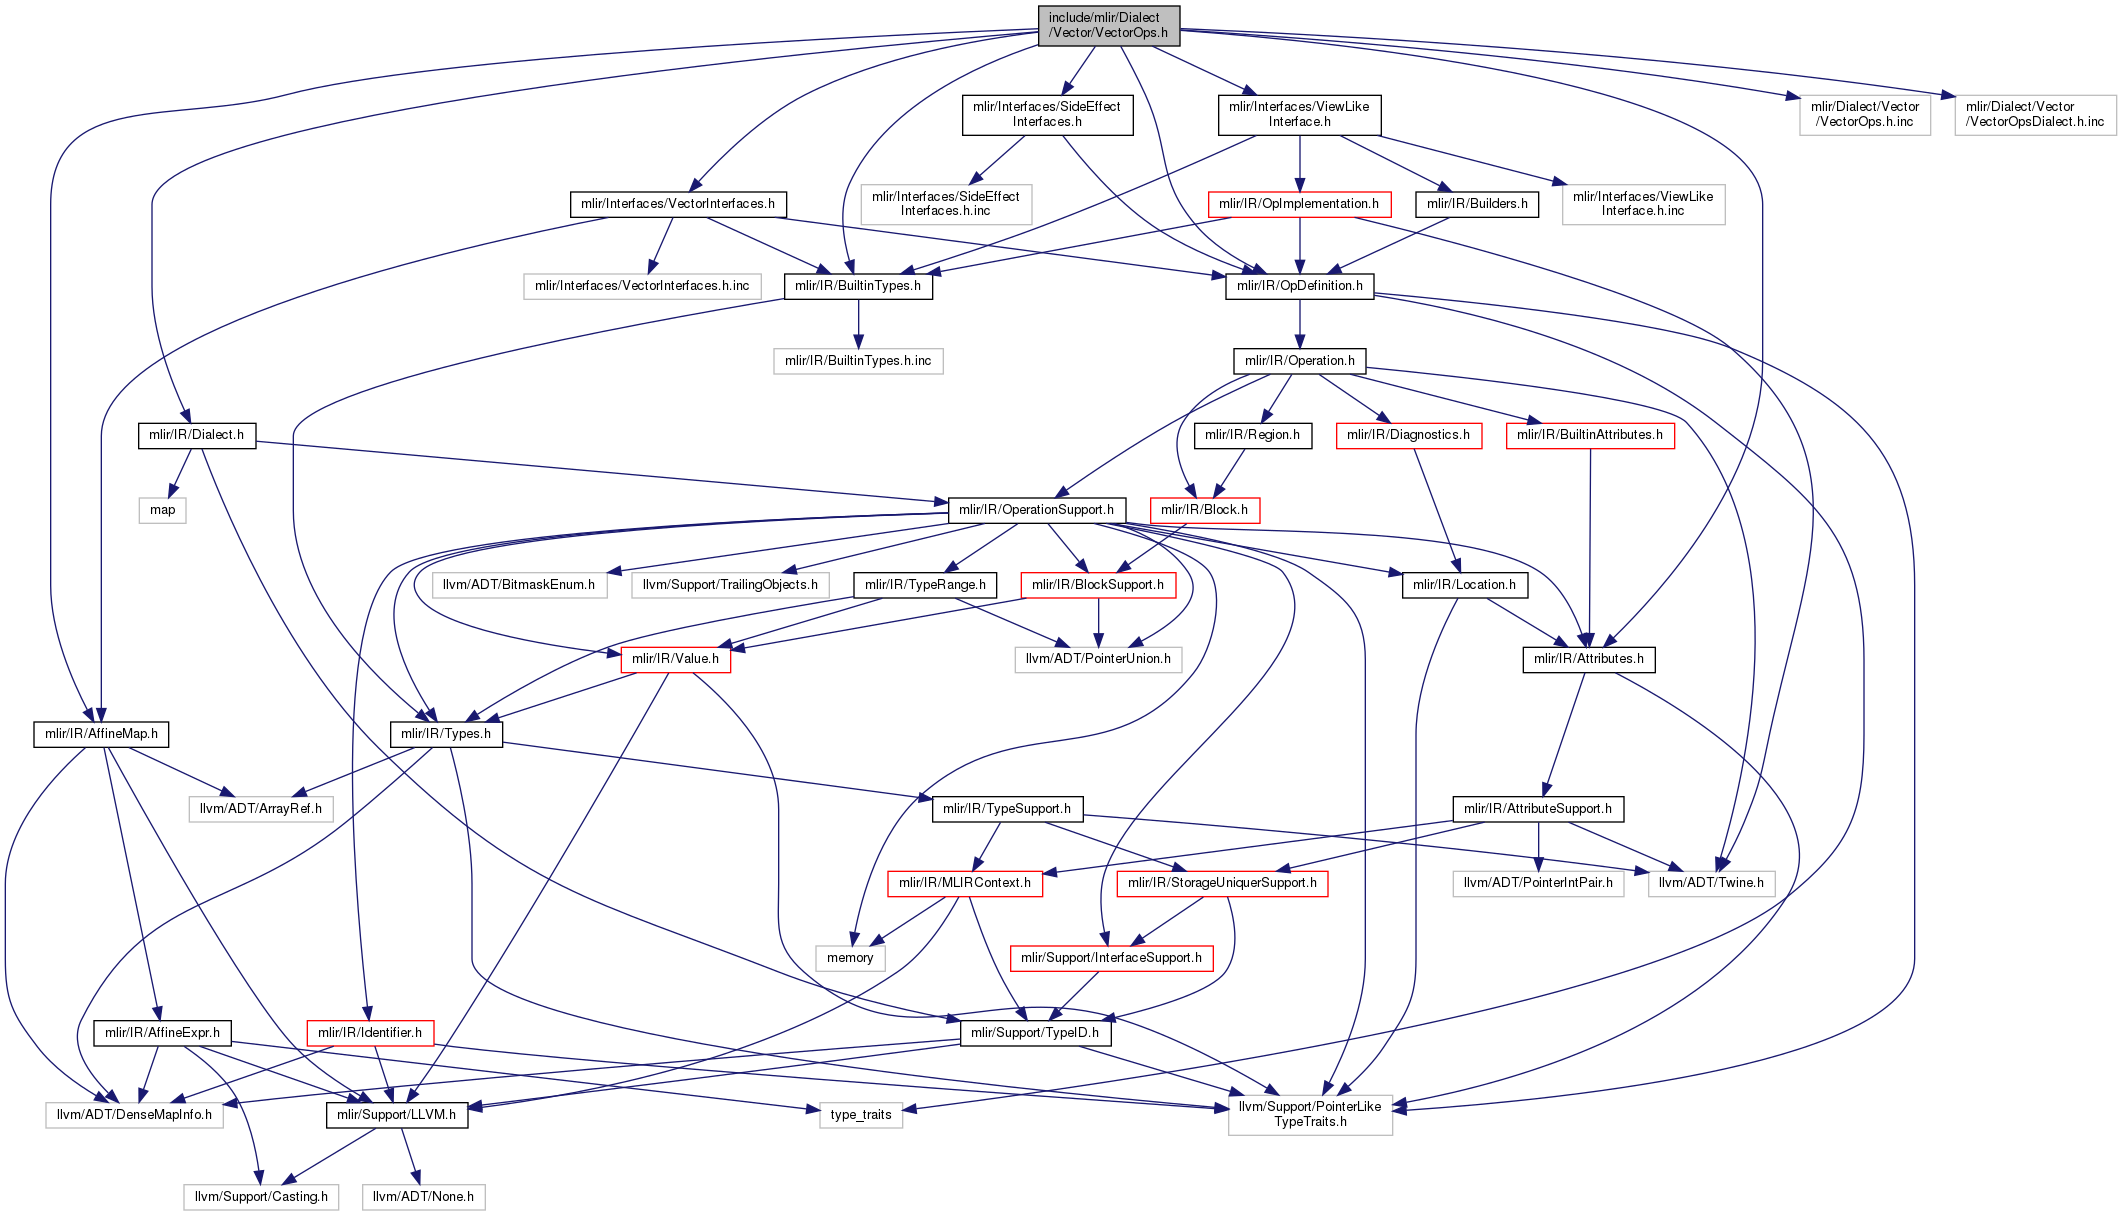 include/mlir/Dialect
/Vector/VectorOps.h
mlir/Interfaces/SideEffect
Interfaces.h
mlir/Interfaces/ViewLike
Interface.h
mlir/Dialect/Vector
/VectorOps.h.inc
mlir/Dialect/Vector
/VectorOpsDialect.h.inc
mlir/Interfaces/VectorInterfaces.h
mlir/Interfaces/SideEffect
Interfaces.h.inc
mlir/IR/OpImplementation.h
mlir/IR/Builders.h
mlir/Interfaces/ViewLike
Interface.h.inc
mlir/Interfaces/VectorInterfaces.h.inc
mlir/IR/BuiltinTypes.h
mlir/IR/OpDefinition.h
mlir/IR/BuiltinTypes.h.inc
mlir/IR/Operation.h
mlir/IR/Dialect.h
mlir/IR/Region.h
mlir/IR/Diagnostics.h
mlir/IR/BuiltinAttributes.h
map
mlir/IR/OperationSupport.h
mlir/IR/Block.h
llvm/ADT/BitmaskEnum.h
llvm/Support/TrailingObjects.h
mlir/IR/TypeRange.h
mlir/IR/BlockSupport.h
mlir/IR/Location.h
mlir/IR/Value.h
llvm/ADT/PointerUnion.h
mlir/IR/Attributes.h
mlir/IR/AffineMap.h
mlir/IR/Types.h
llvm/ADT/ArrayRef.h
mlir/IR/TypeSupport.h
mlir/IR/AttributeSupport.h
mlir/IR/MLIRContext.h
mlir/IR/StorageUniquerSupport.h
llvm/ADT/PointerIntPair.h
llvm/ADT/Twine.h
memory
mlir/Support/InterfaceSupport.h
mlir/IR/AffineExpr.h
mlir/IR/Identifier.h
mlir/Support/TypeID.h
llvm/ADT/DenseMapInfo.h
mlir/Support/LLVM.h
type_traits
llvm/Support/PointerLike
TypeTraits.h
llvm/Support/Casting.h
llvm/ADT/None.h